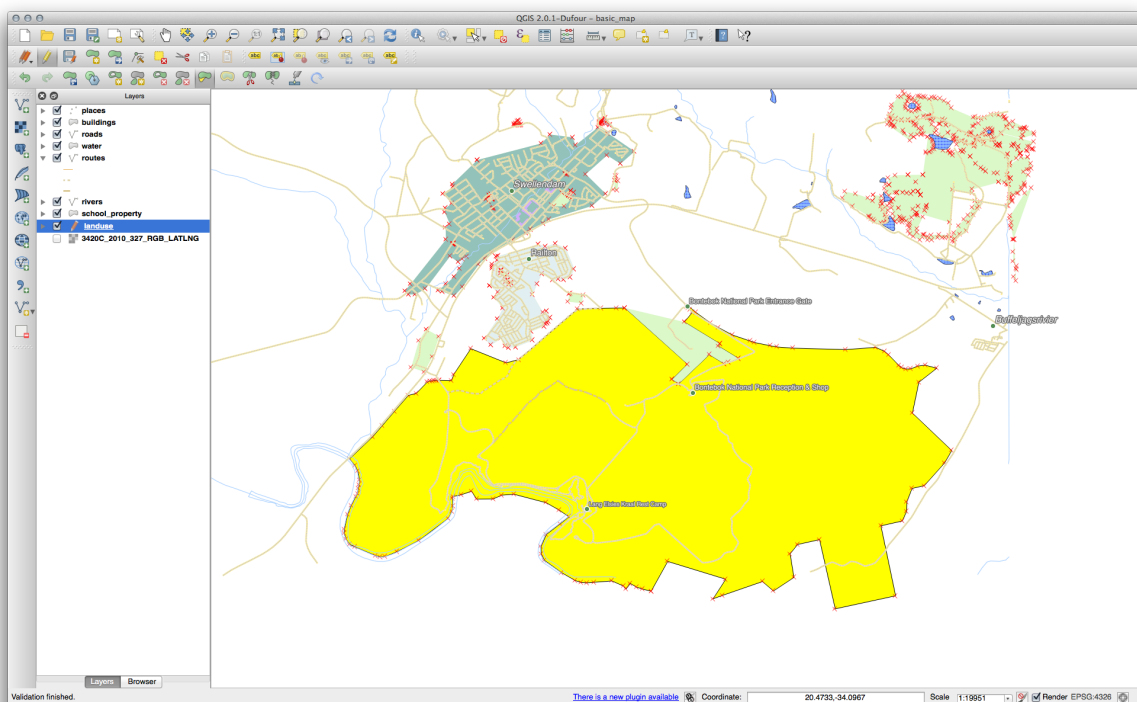 QGIS 2.0.1-Dufour - basic_map
Layers
places
buildings
roads
water
routes
rivers
school_property
landuse
3420C_2010_327_RGB_LATLNG
Swellendam
Railton
Bontebok National Park Entrance Gate
Buffeljagsrivier
Bontebok National Park Reception & Shop
Lang Elsies Kraal Rest Camp
Layers
Browser
Validation finished.
There is a new plugin available
Coordinate:
20.4733,-34.0967
Scale
1:19951
Render
EPSG:4326